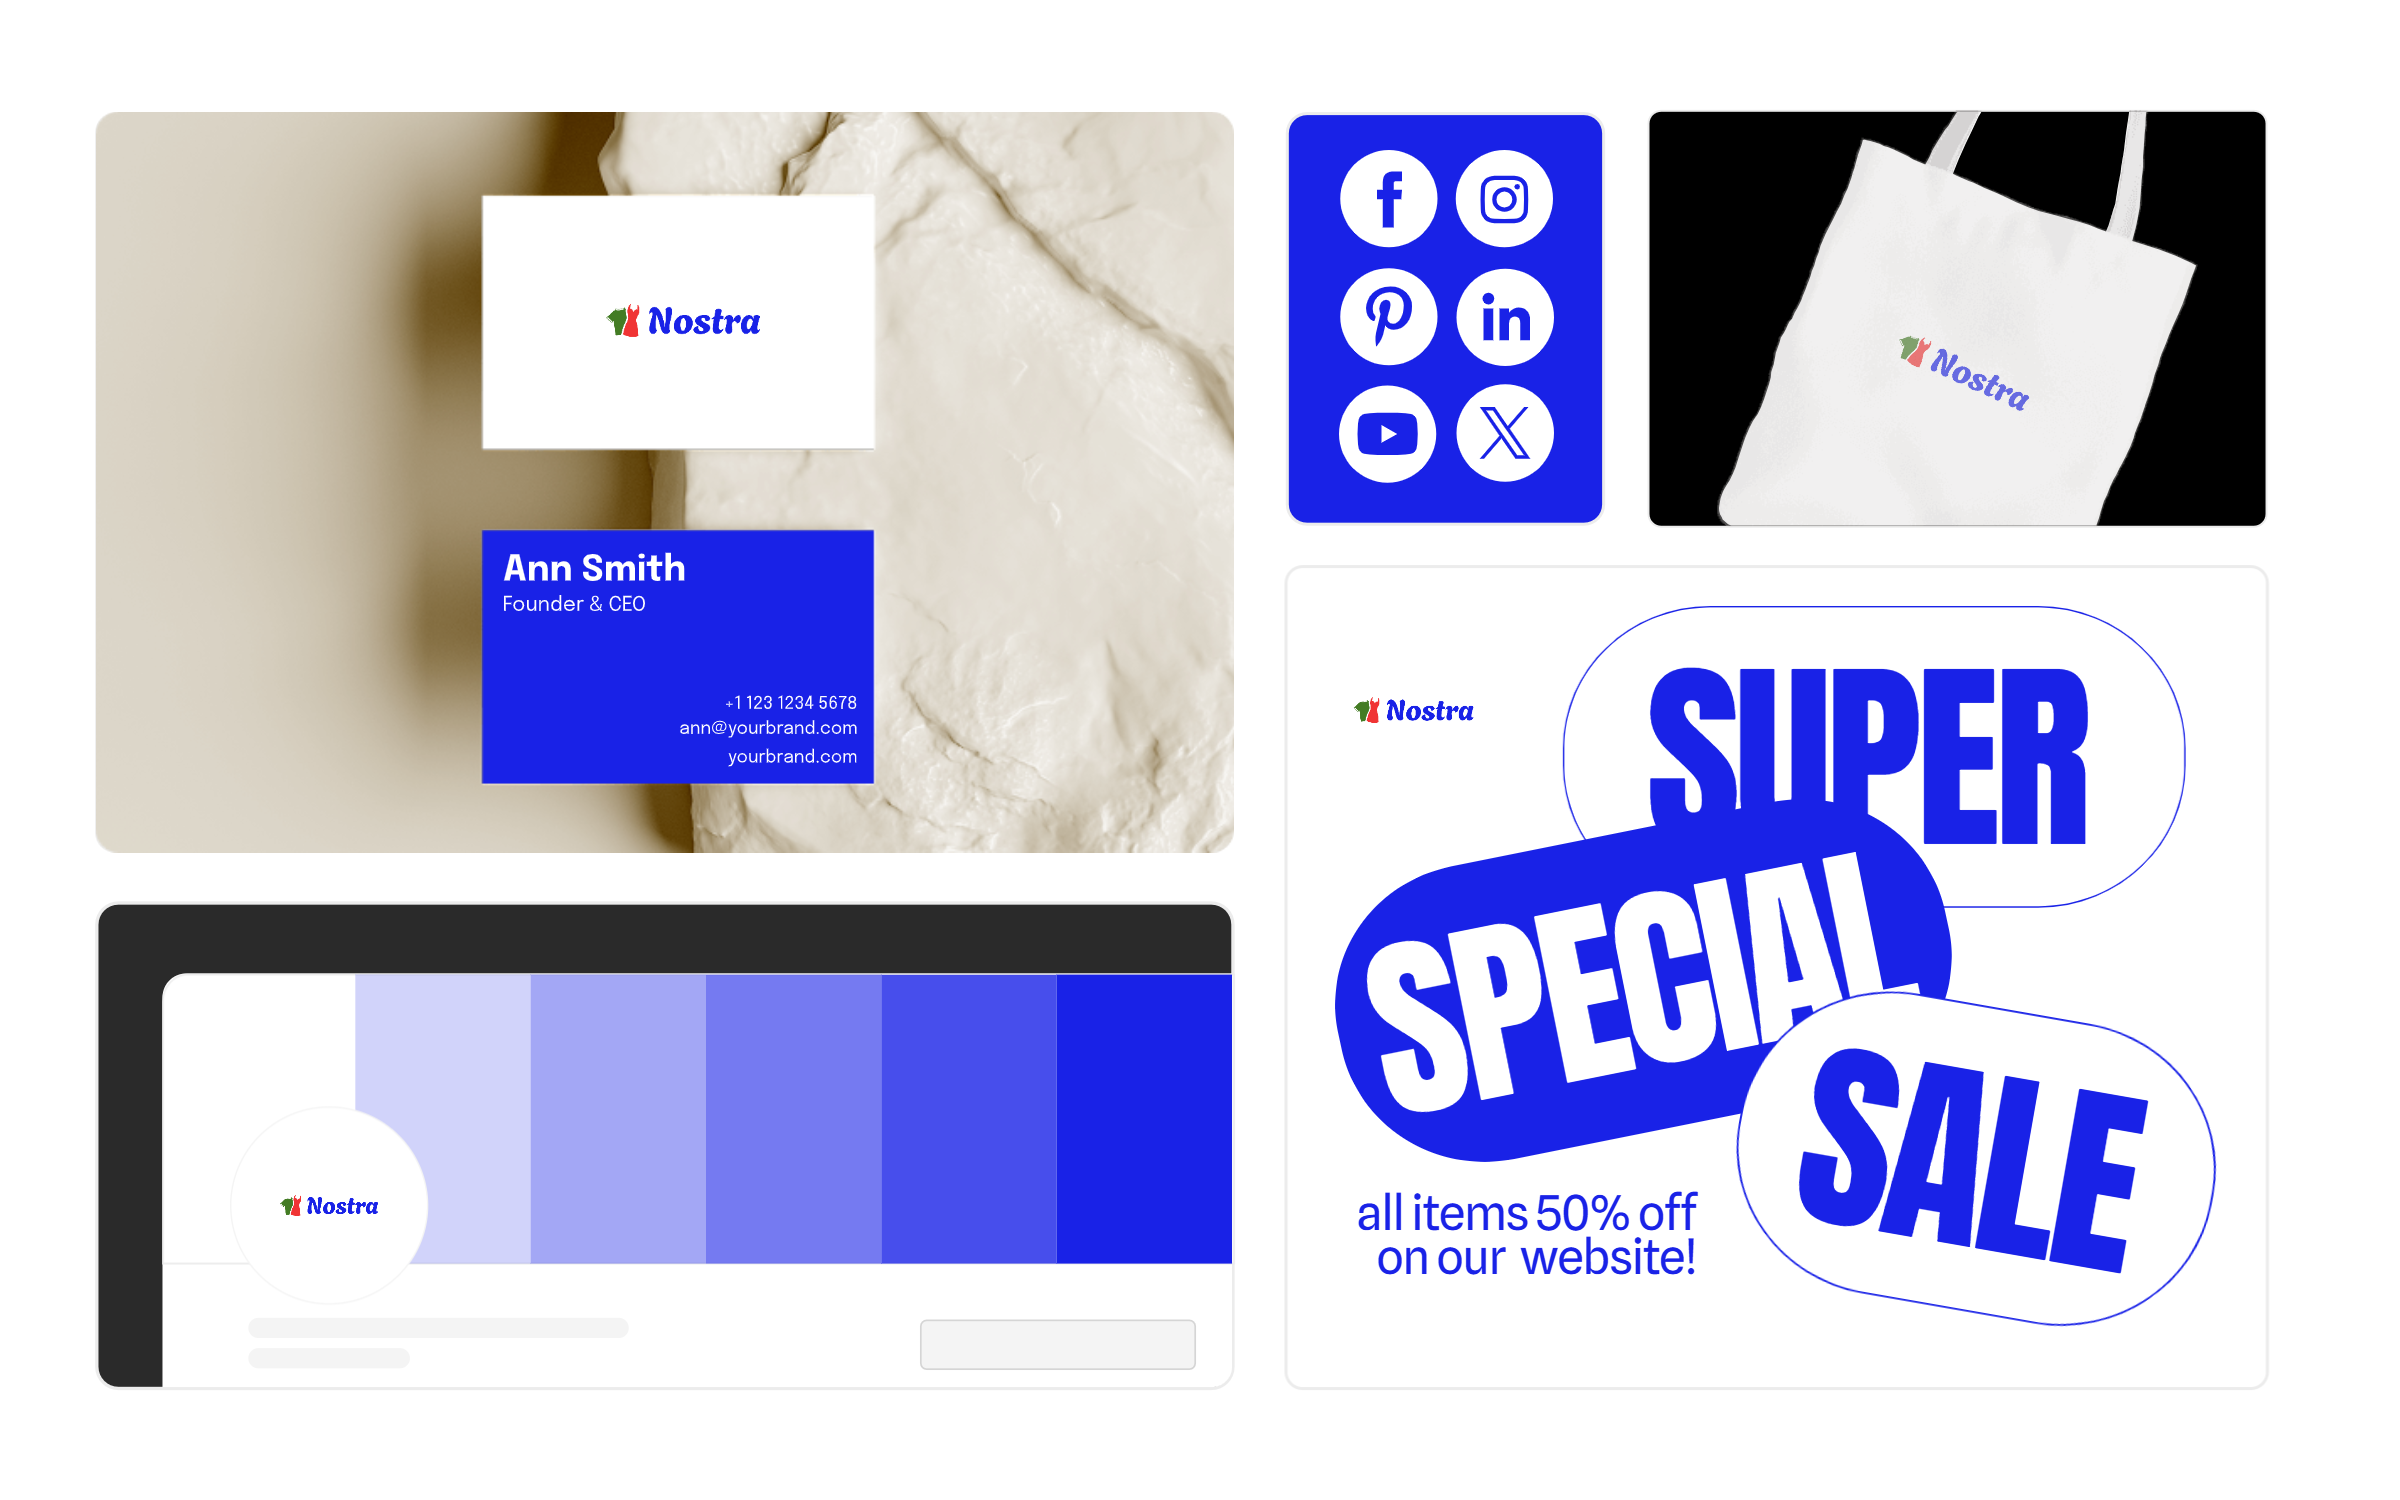 Nostra
Ann Smith
Founder & CEO
+1 123 1234 5678
ann@yourbrand.com
yourbrand.com
Nostra
Nostra
Nostra
SUPER
SPECIAL
SALE
all items 50% off
on our website!